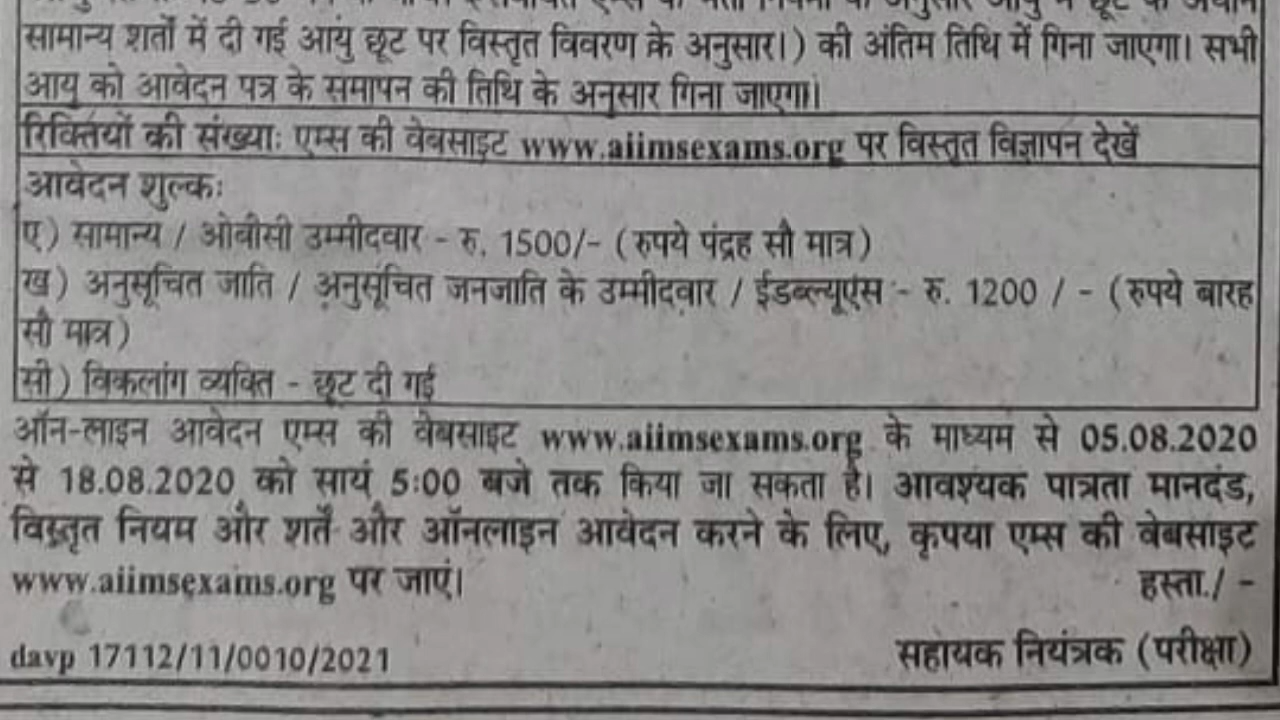 सामान्य शर्तों में दी गई आयु छूट पर विस्तृत विवरण के अनुसार।) की अंतिम तिथि में गिना जाएगा। सभी
आयु को आवेदन पत्र के समापन की तिथि के अनुसार गिना जाएगा।
रिक्तियों की संख्याः एम्स की वेबसाइट www.aiimsexams.org पर विस्तृत विज्ञापन देखें
आवेदन शुल्कः
ए) सामान्य / ओवीसी उम्मीदवार - रु. 1500/- (रुपये पंद्रह सौ मात्र)
ख) अनुसूचित जाति / अनुसूंचित जनजाति के उम्मीदवार / ईडब्ल्यूएस - रु. 1200 / - (रुपये बारह
सौ मात्र)
सी) विकलांग व्यक्ति - छूट दी गई
ऑन-लाइन आवेदन एम्स की वेबसाइट www.aiimsexams.org के माध्यम से 05.08.2020
से 18.08.2020 को सायं 5:00 बजे तक किया जा सकता है। आवश्यक पात्रता मानदंड,
विस्तृत नियम और शर्तें और ऑनलाइन आवेदन करने के लिए, कृपया एम्स की वेबसाइट
www.aiimsexams.org पर जाएं। हस्ता./ -
davp 17112/11/0010/2021 सहायक नियंत्रक (परीक्षा)